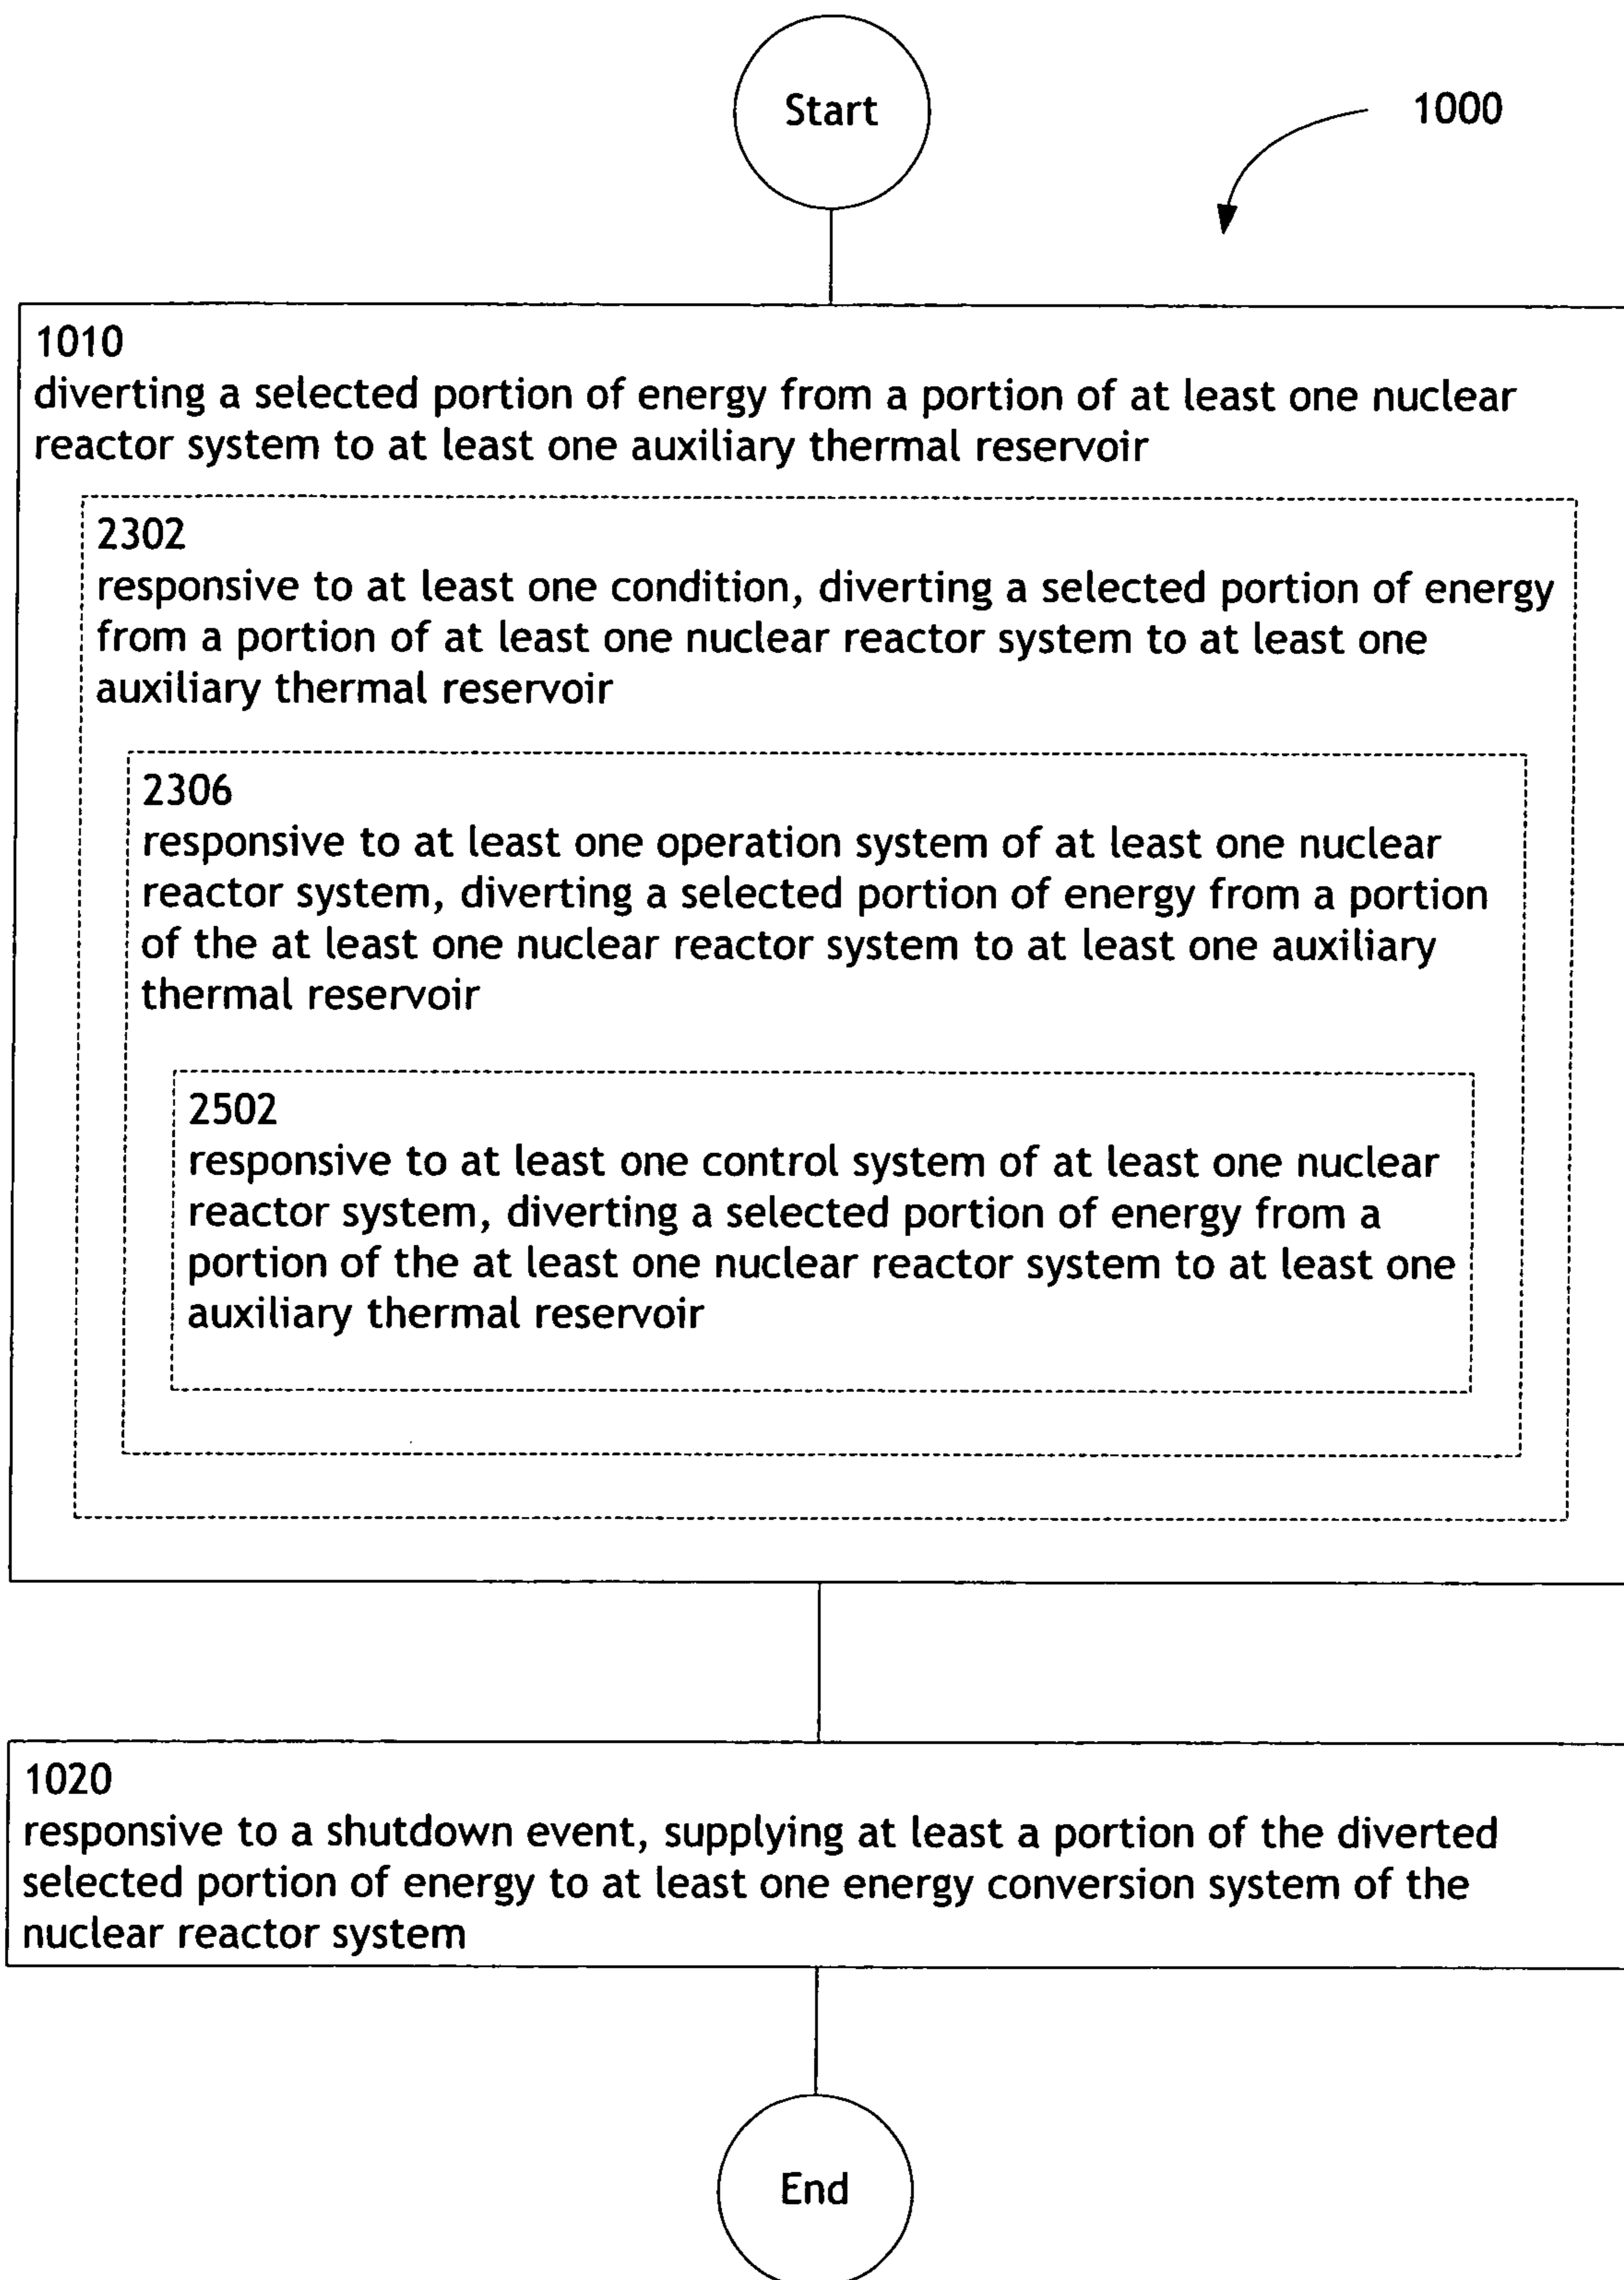 Start
1000
1010
diverting a selected portion of energy from a portion of at least one nuclear
reactor system to at least one auxiliary thermal reservoir
2302
responsive to at least one condition, diverting a selected portion of energy
from a portion of at least one nuclear reactor system to at least one
auxiliary thermal reservoir
2306
responsive to at least one operation system of at least one nuclear
reactor system, diverting a selected portion of energy from a portion
of the at least one nuclear reactor system to at least one auxiliary
thermal reservoir
2502
responsive to at least one control system of at least one nuclear
reactor system, diverting a selected portion of energy from a
portion of the at least one nuclear reactor system to at least one
auxiliary thermal reservoir
1020
responsive to a shutdown event, supplying at least a portion of the diverted
selected portion of energy to at least one energy conversion system of the
nuclear reactor system
End